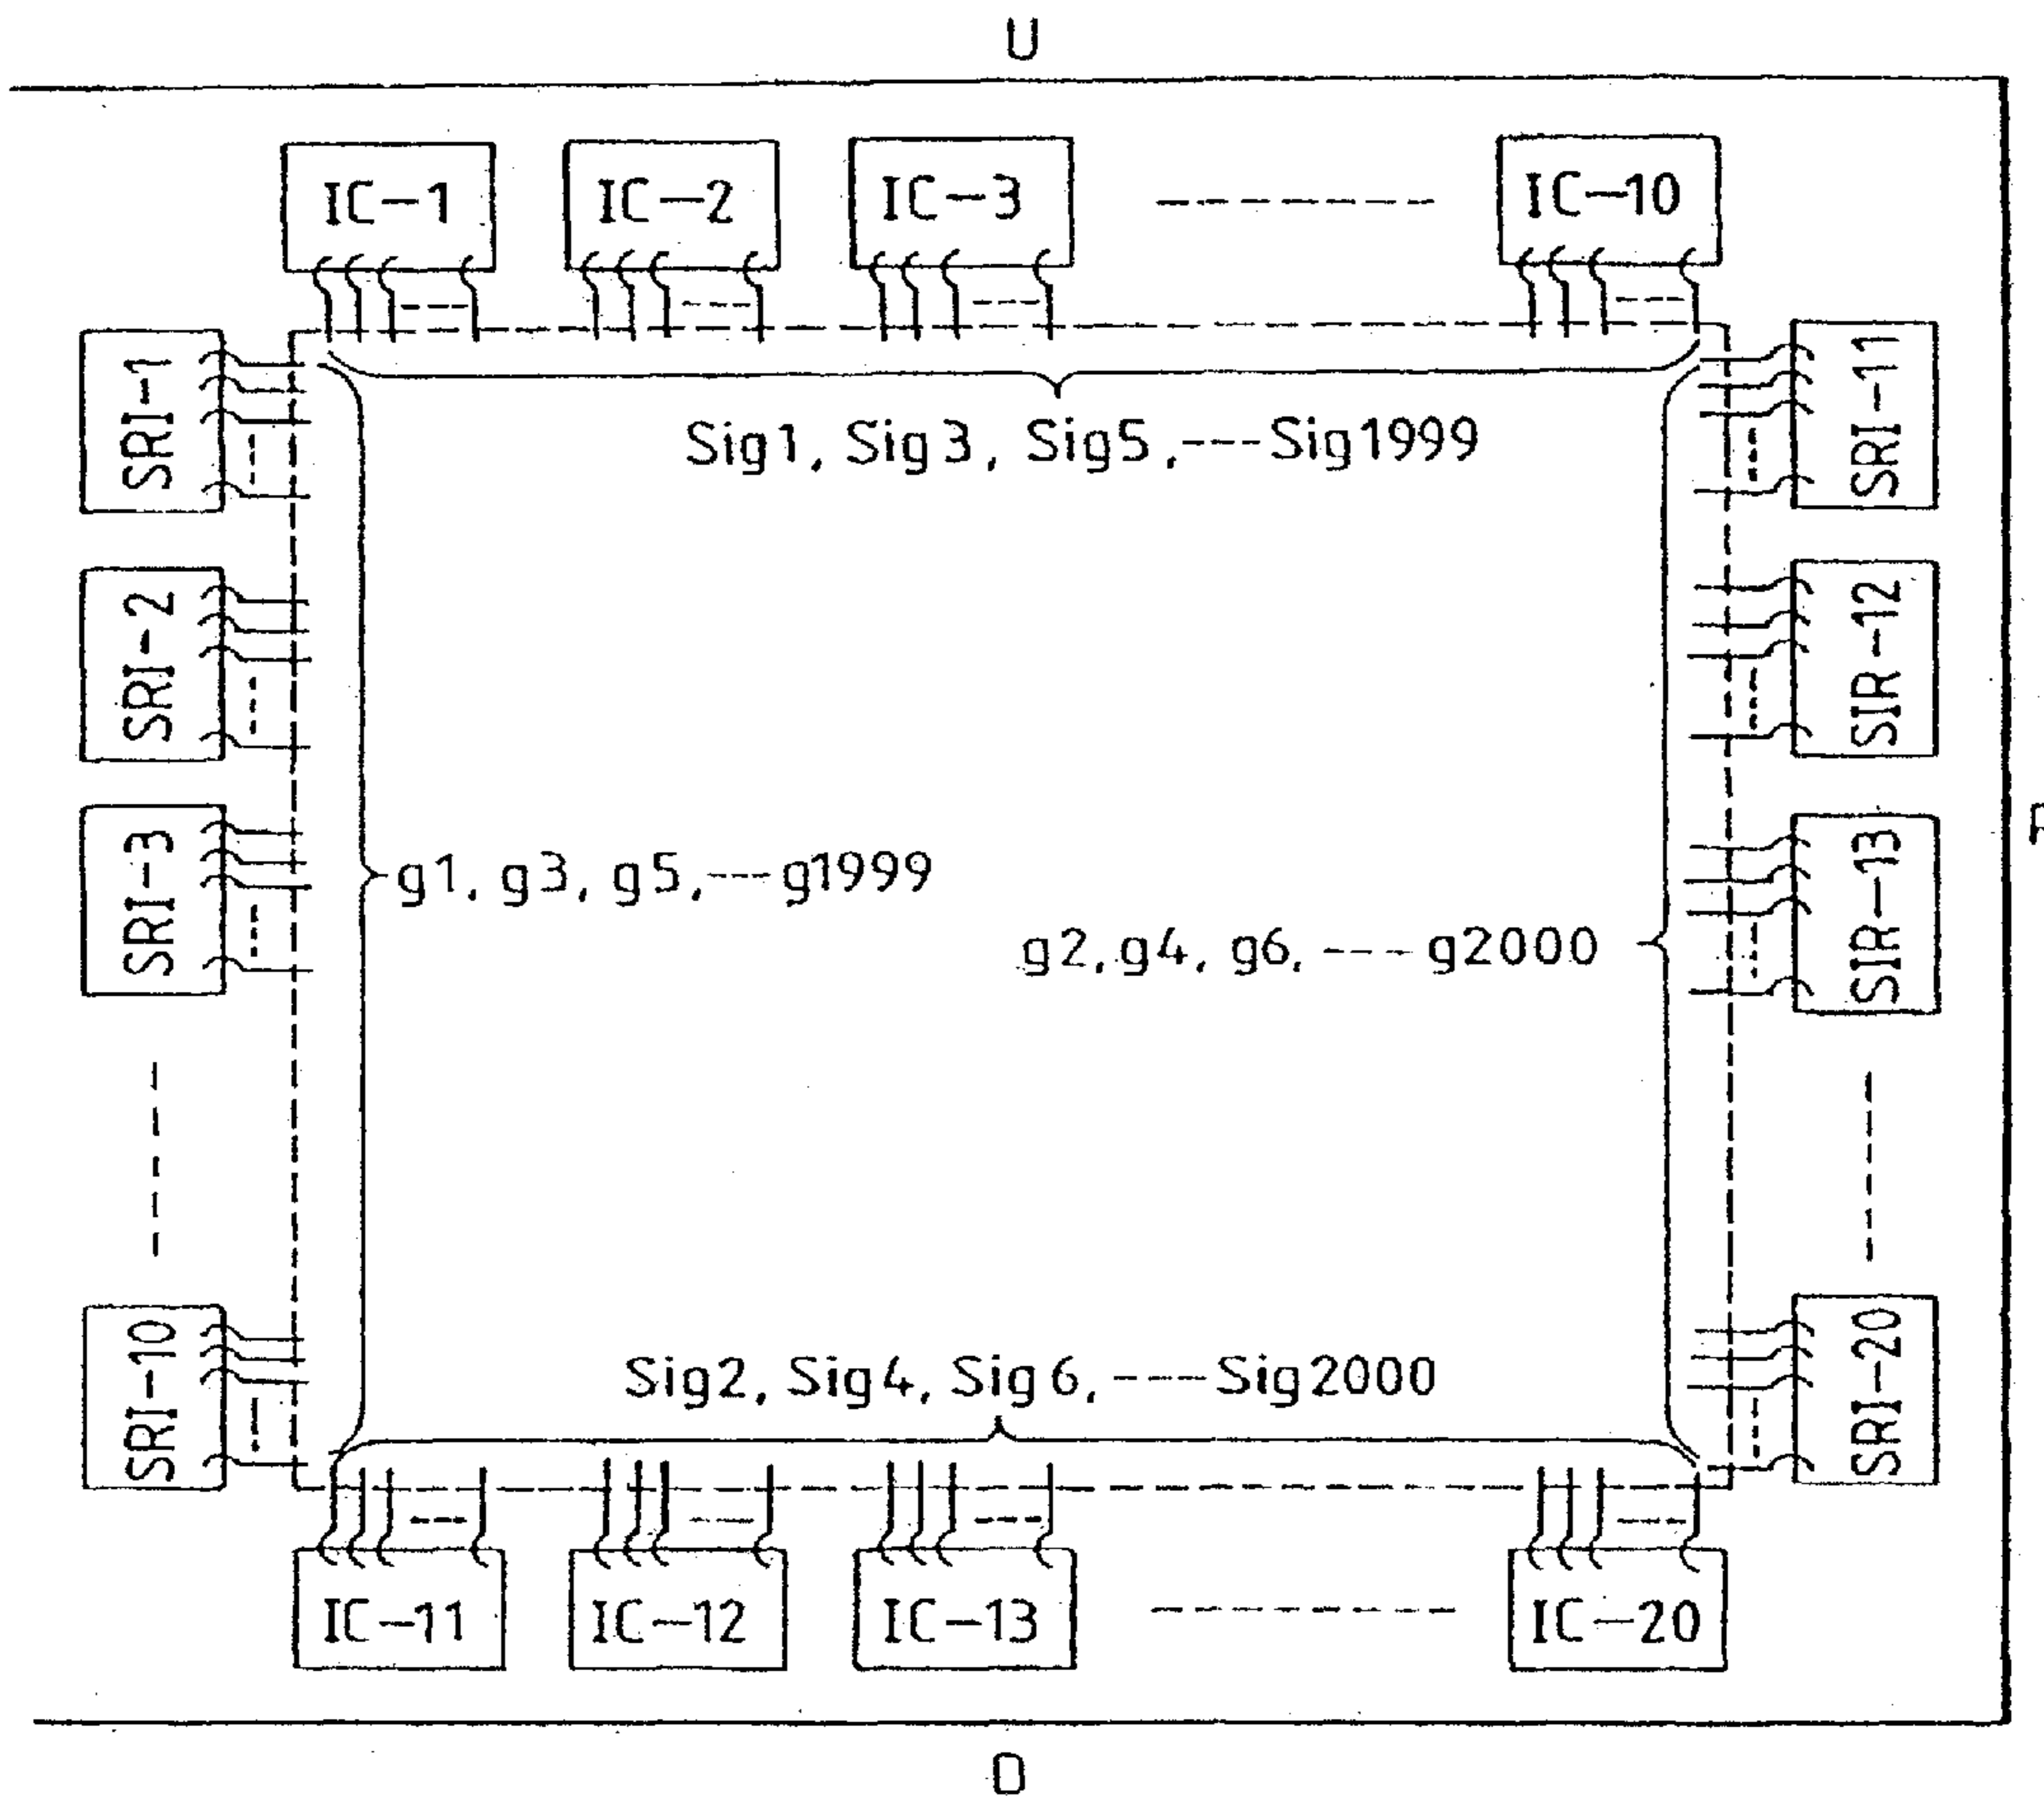 U
IC-1
IC-2
IC-3
IC-10
SRI-1
SRI-11
Sig1, Sig3, Sig5,---Sig1999
SRI-2
SIR-12
SRI-3
SIR-13
g1, g3, g5,---g1999
g2, g4, g6, ---- g2000
SRI-10
SRI-20
Sig2, Sig4, Sig6,----Sig2000
IC-11
IC-12
IC-13
IC-20
D